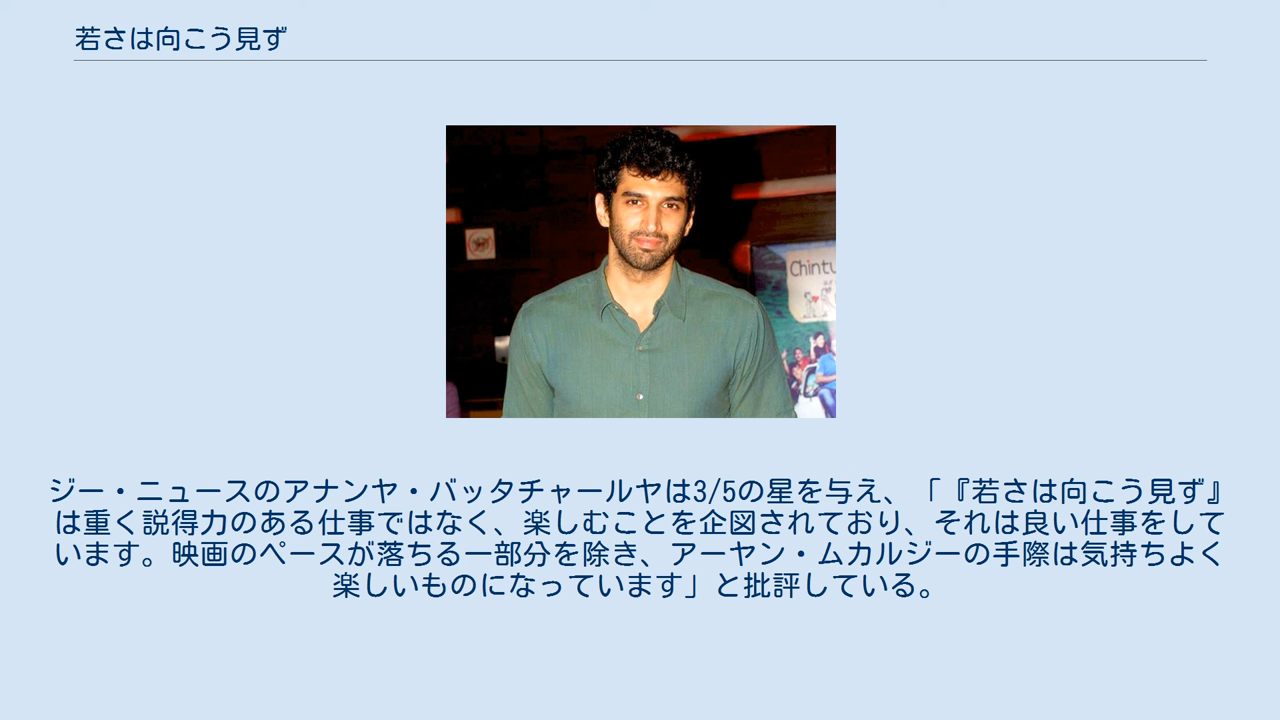 若さは向こう見ず
Chintu
ジー・ニュースのアナンヤ・バッタチャールヤは3/5の星を与え、「『若さは向こう見ず』
は重く説得力のある仕事ではなく、楽しむことを企図されており、それは良い仕事をして
います。映画のペースが落ちる一部分を除き、アーヤン・ムカルジーの手際は気持ちよく
楽しいものになっています」と批評している。